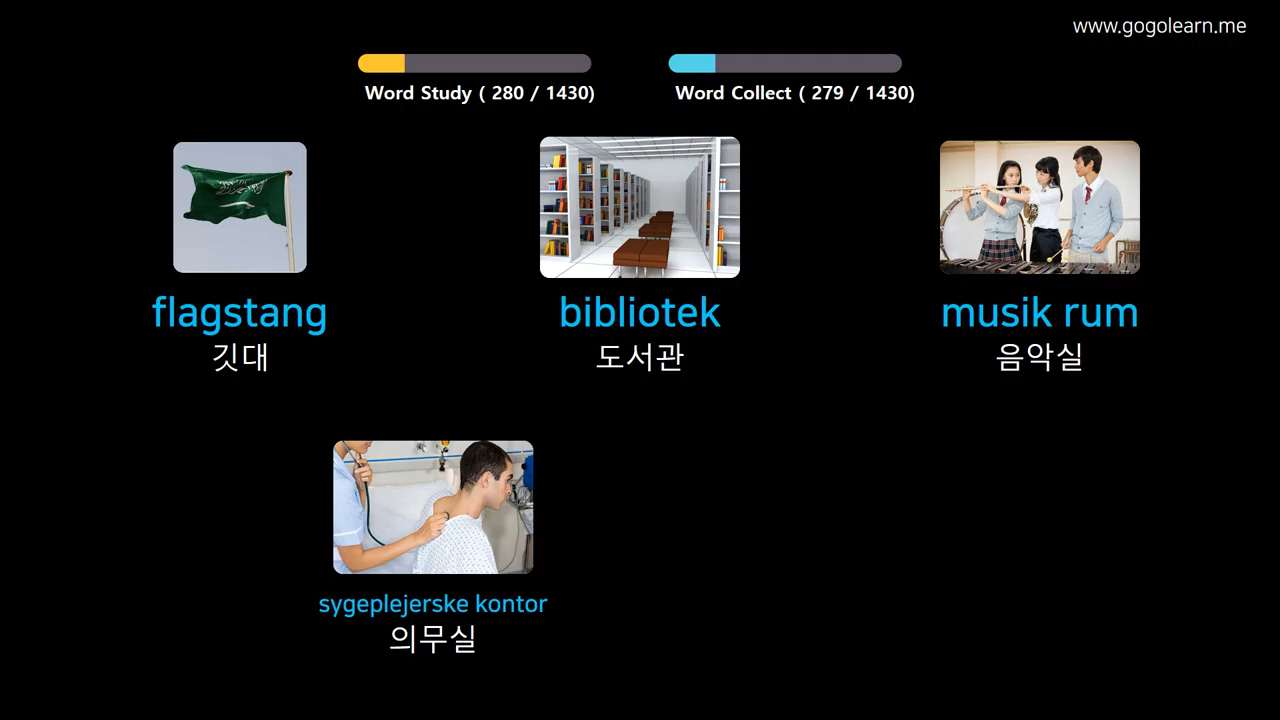 www.gogolearn.me
Word Study ( 280 / 1430)
Word Collect ( 279 / 1430)
flagstang
깃대
bibliotek
도서관
musik rum
음악실
sygeplejerske kontor
의무실